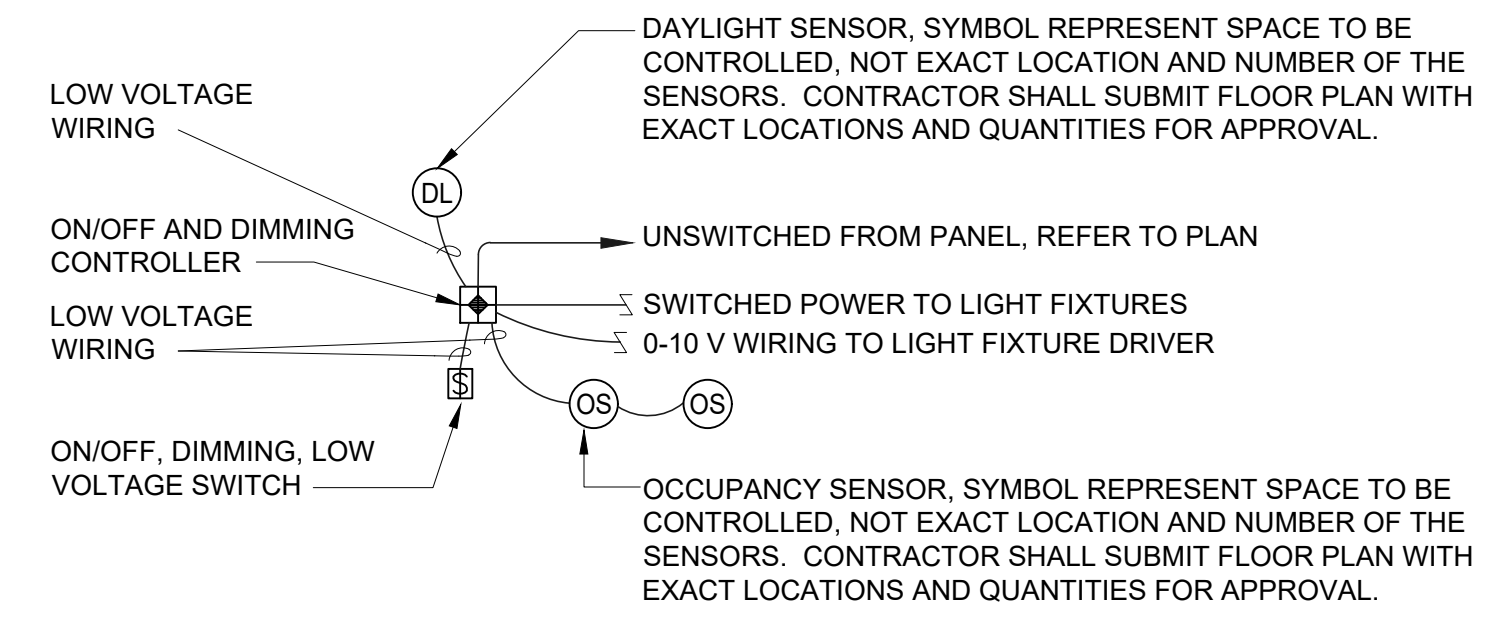 DAYLIGHT SENSOR, SYMBOL REPRESENT SPACE TO BE
CONTROLLED, NOT EXACT LOCATION AND NUMBER OF THE
SENSORS. CONTRACTOR SHALL SUBMIT FLOOR PLAN WITH
EXACT LOCATIONS AND QUANTITIES FOR APPROVAL.
LOW VOLTAGE
WIRING
DL
ON/OFF AND DIMMING
CONTROLLER
UNSWITCHED FROM PANEL, REFER TO PLAN
SWITCHED POWER TO LIGHT FIXTURES
LOW VOLTAGE
WIRING
0-10 V WIRING TO LIGHT FIXTURE DRIVER
S
OS
OS
ON/OFF, DIMMING, LOW
VOLTAGE SWITCH
OCCUPANCY SENSOR, SYMBOL REPRESENT SPACE TO BE
CONTROLLED, NOT EXACT LOCATION AND NUMBER OF THE
SENSORS. CONTRACTOR SHALL SUBMIT FLOOR PLAN WITH
EXACT LOCATIONS AND QUANTITIES FOR APPROVAL.